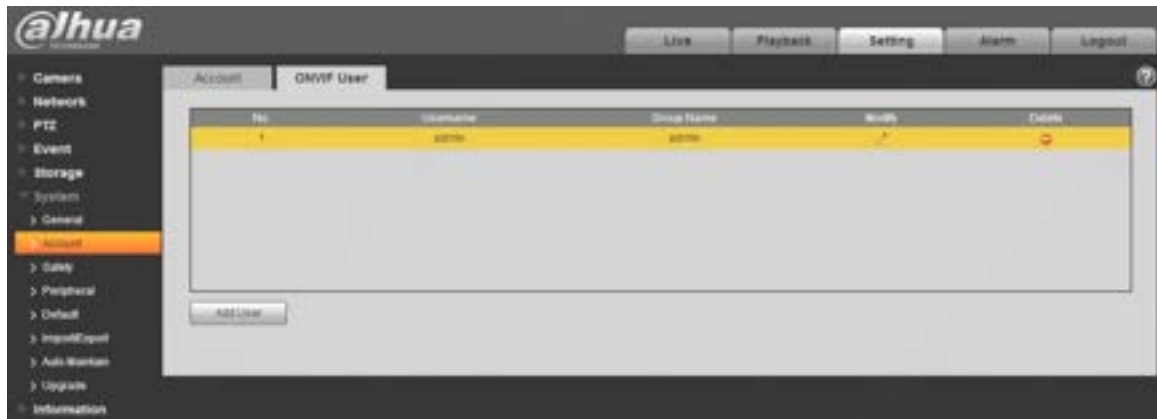 alhua
TECHNOLOGY
Live
Playback
Setting
Alarm
Logout
Camera
Network
PTZ
Event
Storage
System
General
Account
Safety
Peripheral
Default
Import/Export
Auto Maintain
Upgrade
Information
Account
ONVIF User
?
No.
Username
Group Name
Modify
Delete
1
admin
admin
Add User